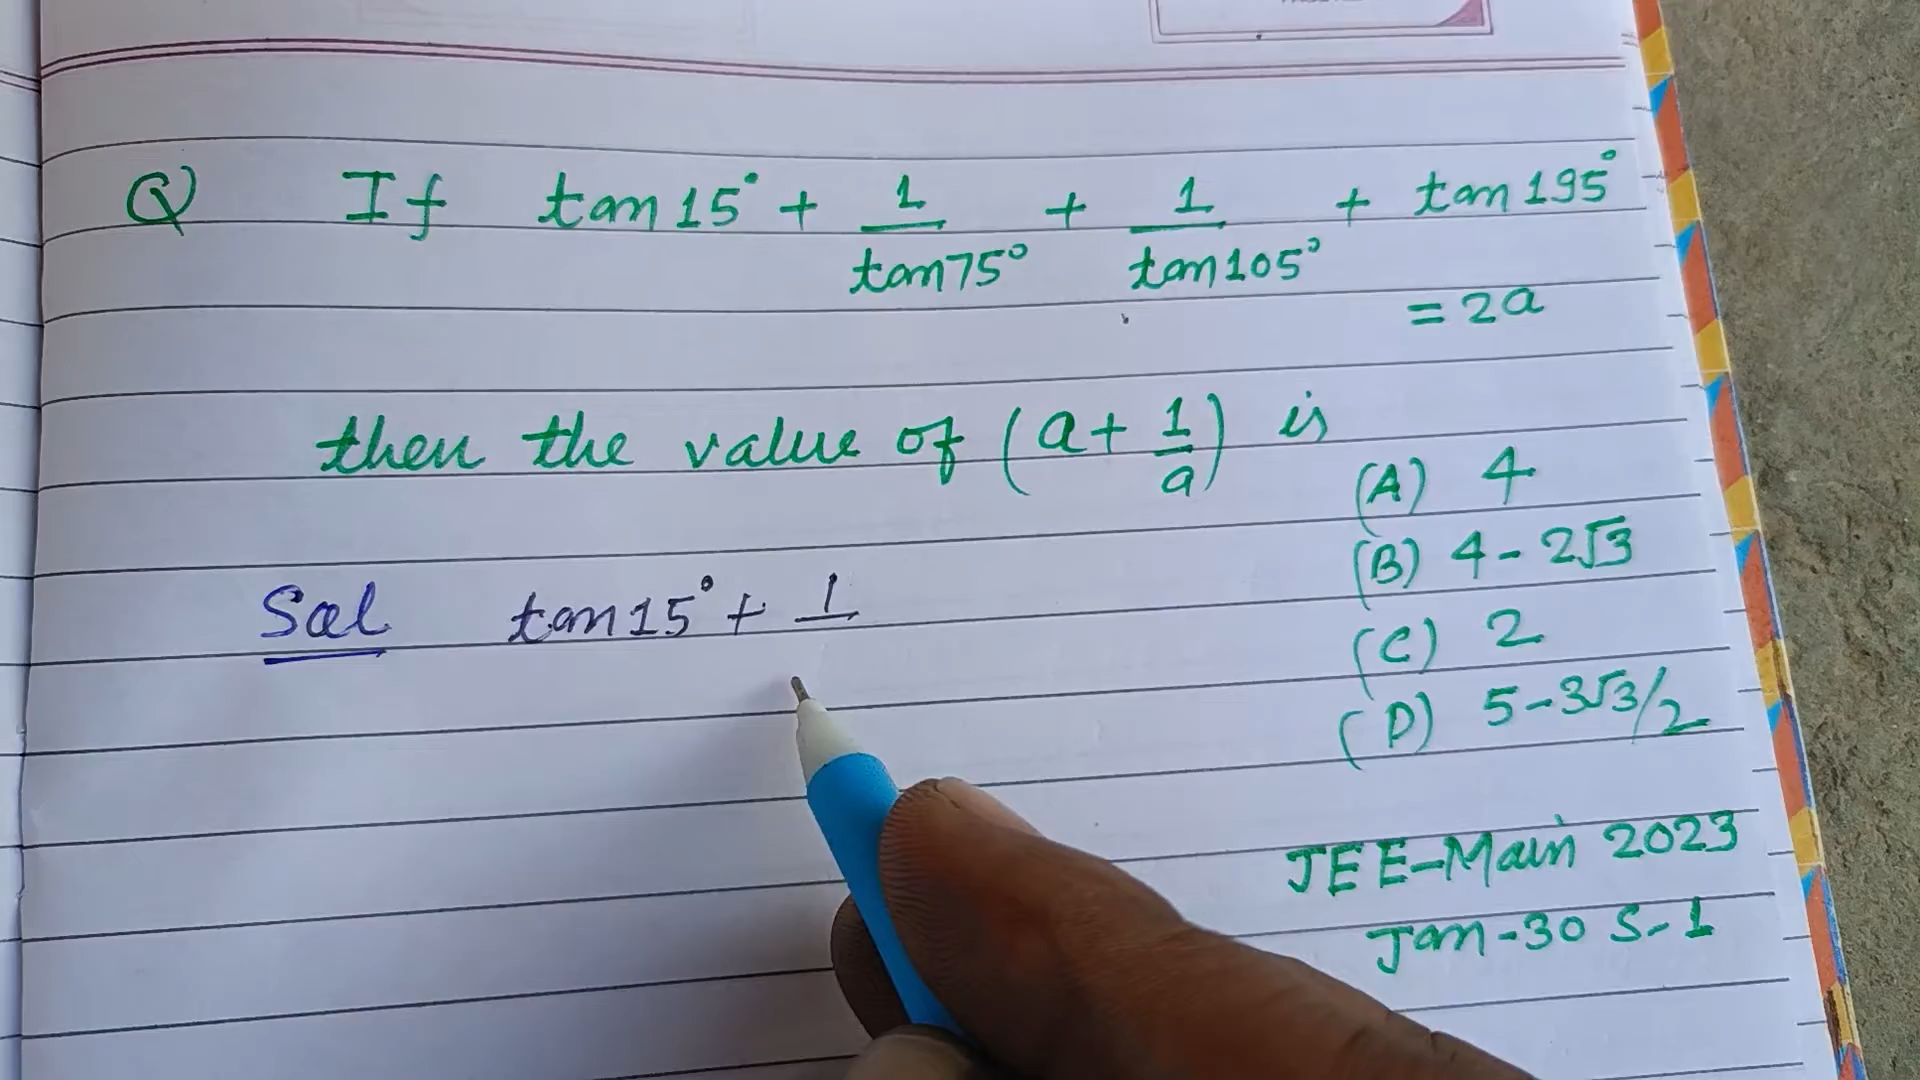 Q If tan 15° + 1/tan 75° + 1/tan 105° + tan 195°
= 2a
then the value of (a + 1/a) is
(A) 4
(B) 4 - 2√3
(C) 2
(D) 5 - 3√3/2
Sol tan 15° + 1
JEE-Main 2023
Jan-30 S-1